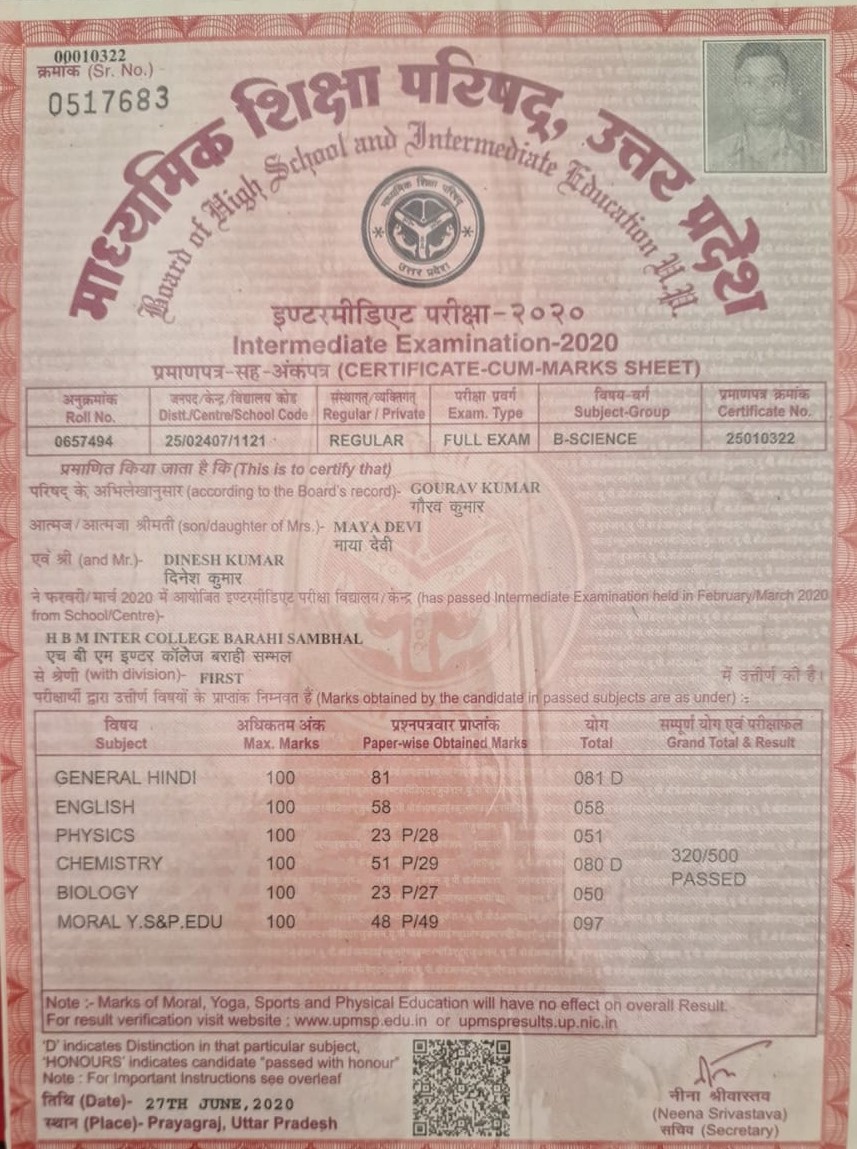 00010322
क्रमांक (Sr. No.)
0517683
माध्यमिक शिक्षा परिषद्, उत्तर प्रदेश
Board of High School and Intermediate Education U.P.
माध्यमिक शिक्षा परिषद्
उत्तर प्रदेश
इण्टरमीडिएट परीक्षा-२०२०
Intermediate Examination-2020
प्रमाणपत्र-सह-अंकपत्र (CERTIFICATE-CUM-MARKS SHEET)
अनुक्रमांक जनपद/केन्द्र/विद्यालय कोड संस्थागत/व्यक्तिगत् परीक्षा प्रवर्ग विषय-वर्ग प्रमाणपत्र क्रमांक
Roll No. Distt./Centre/School Code Regular / Private Exam. Type Subject-Group Certificate No.
0657494 25/02407/1121 REGULAR FULL EXAM B-SCIENCE 25010322
प्रमाणित किया जाता है कि (This is to certify that)
परिषद के अभिलेखानुसार (according to the Board's record)- GOURAV KUMAR
गौरव कुमार
आत्मज/आत्मजा श्रीमती (son/daughter of Mrs.)- MAYA DEVI
माया देवी
एवं श्री (and Mr.)- DINESH KUMAR
दिनेश कुमार
ने फरवरी/मार्च 2020 में आयोजित इण्टरमीडिएट परीक्षा विद्यालय/केन्द्र (has passed Intermediate Examination held in February/March 2020
from School/Centre)-
H B M INTER COLLEGE BARAHI SAMBHAL
एच बी एम इण्टर कॉलेज बराही सम्भल
से श्रेणी (with division)- FIRST में उत्तीर्ण की है।
परीक्षार्थी द्वारा उत्तीर्ण विषयों के प्राप्तांक निम्नवत् हैं (Marks obtained by the candidate in passed subjects are as under) :-
विषय अधिकतम अंक प्रश्नपत्रवार प्राप्तांक योग सम्पूर्ण योग एवं परीक्षाफल
Subject Max. Marks Paper-wise Obtained Marks Total Grand Total & Result
GENERAL HINDI 100 81 081 D
ENGLISH 100 58 058
PHYSICS 100 23 P/28 051
CHEMISTRY 100 51 P/29 080 D 320/500
PASSED
BIOLOGY 100 23 P/27 050
MORAL Y.S&P.EDU 100 48 P/49 097
Note :- Marks of Moral, Yoga, Sports and Physical Education will have no effect on overall Result.
For result verification visit website : www.upmsp.edu.in or upmspresults.up.nic.in
'D' indicates Distinction in that particular subject,
'HONOURS' indicates candidate "passed with honour"
Note : For Important Instructions see overleaf
तिथि (Date)- 27TH JUNE,2020
स्थान (Place)- Prayagraj, Uttar Pradesh
नीना श्रीवास्तव
(Neena Srivastava)
सचिव (Secretary)